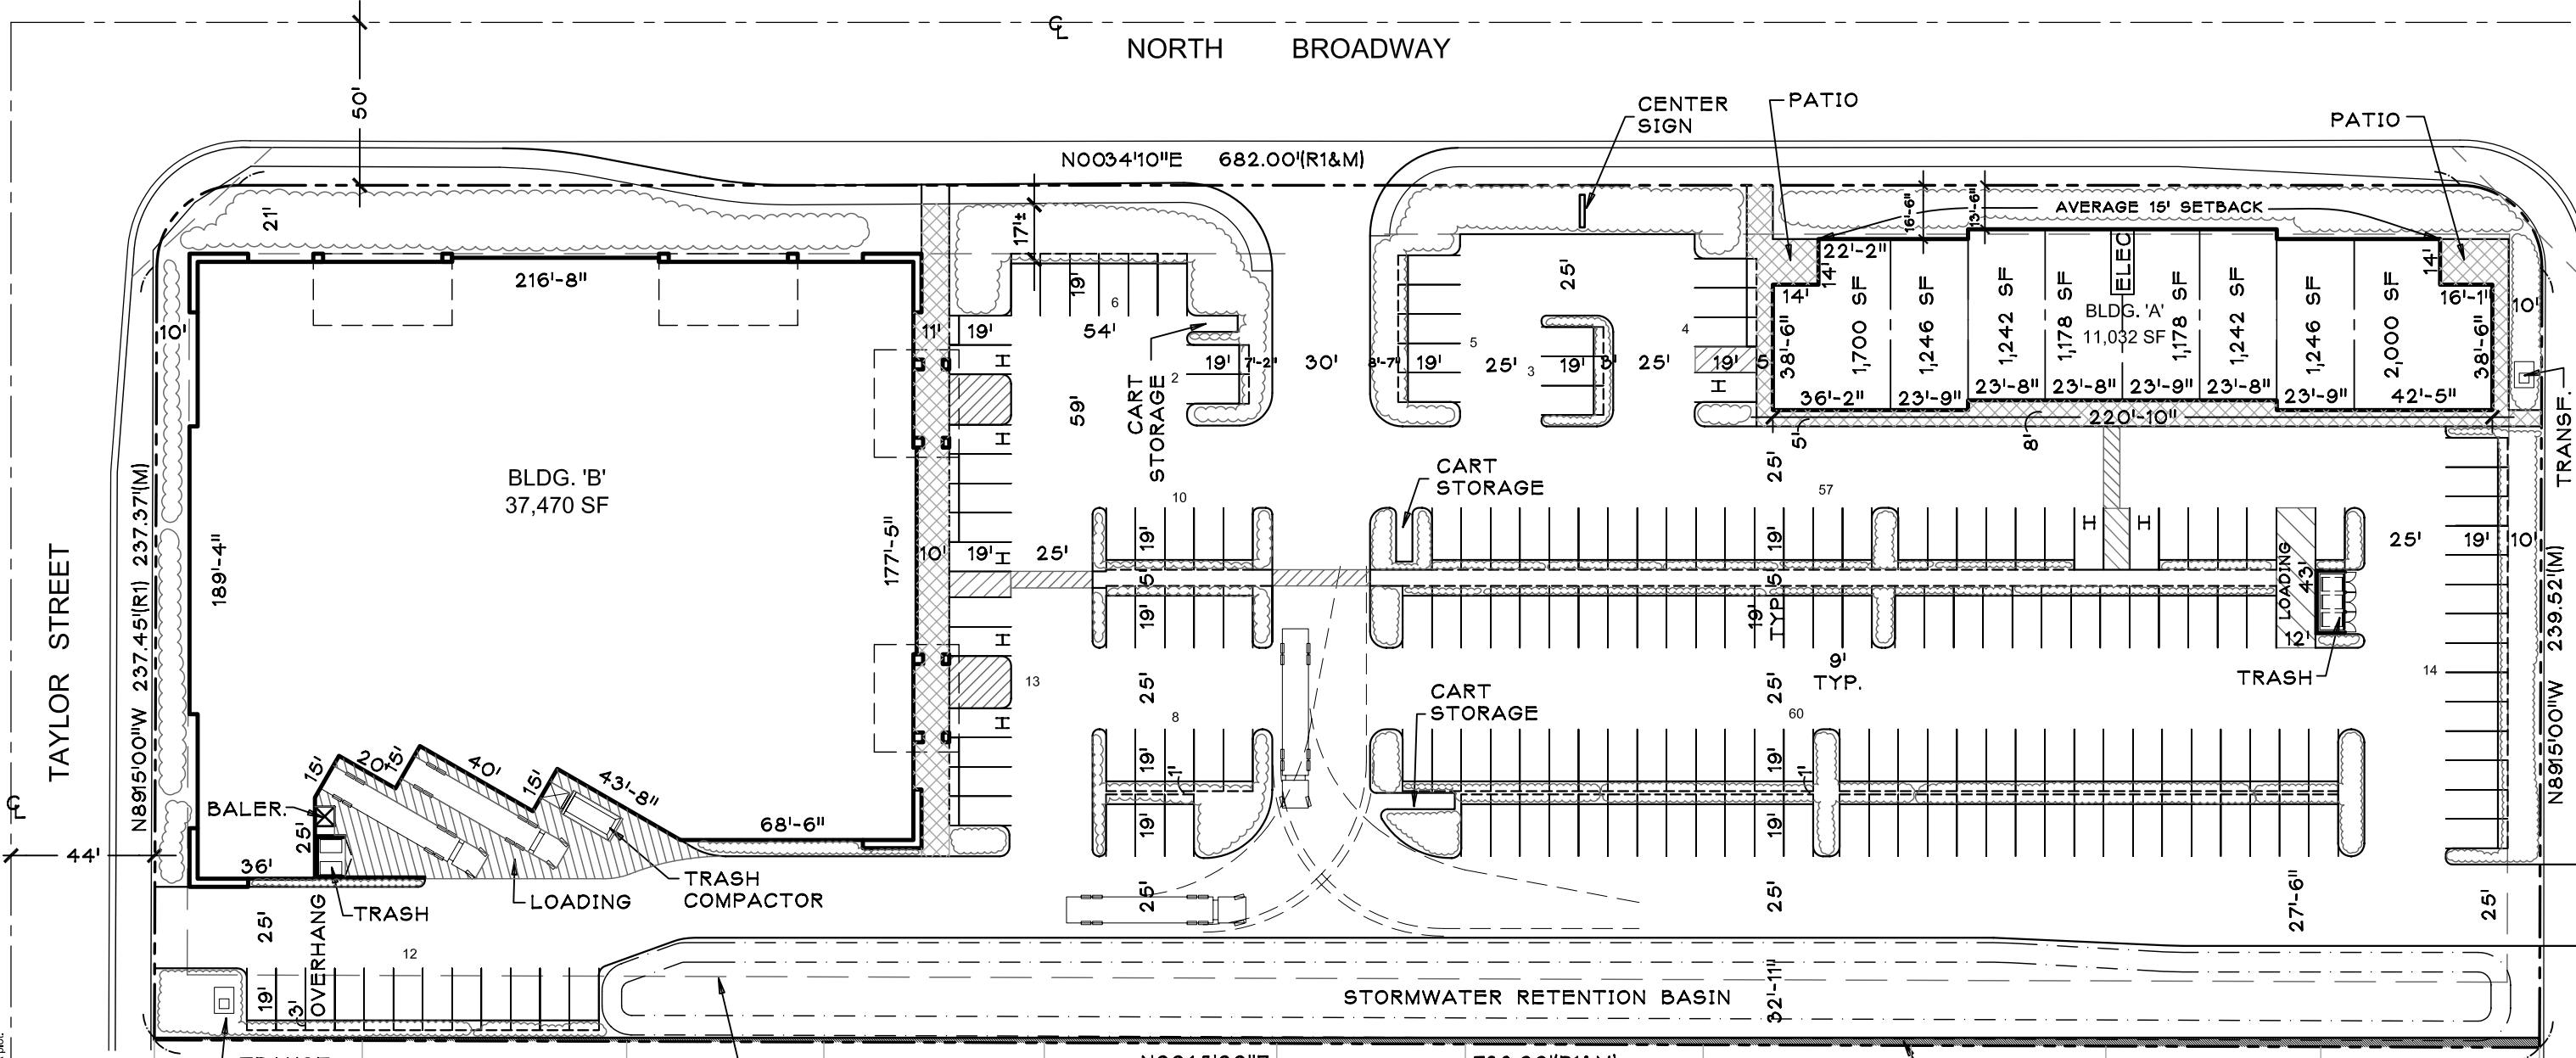 ℄
NORTH BROADWAY
50'
CENTER
SIGN
PATIO
PATIO
N0034'10"E 682.00'(R1&M)
21'
17'±
16'-6"
13'-6"
AVERAGE 15' SETBACK
216'-8"
19'
6
25'
22'-2"
14'
14'
ELEC
14'
16'-1"
10'
10'
11'
19'
H
54'
CART
STORAGE
19'
7'-2"
2
30'
8'-7"
19'
5
25'
3
19'
3'
25'
4
19'
H
5'
38'-6"
1,700 SF
1,246 SF
1,242 SF
1,178 SF
BLDG. 'A'
11,032 SF
1,178 SF
1,242 SF
1,246 SF
2,000 SF
38'-6"
36'-2"
23'-9"
23'-8"
23'-8"
23'-9"
23'-8"
23'-9"
42'-5"
220'-10"
5'
8'
TRANSF.
59'
H
BLDG. 'B'
37,470 SF
CART
STORAGE
25'
10
57
N8915'00"W 237.45'(R1) 237.37'(M)
TAYLOR STREET
189'-4"
177'-5"
10'
19'
H
25'
19'
5'
19'
19'
5'
19'
TYP.
H
H
LOADING
43'
12'
25'
19'
10'
N8915'00"W 239.52'(M)
H
13
25'
25'
9'
TYP.
TRASH
14
H
8
CART
STORAGE
60
15'
20'
15'
40'
15'
43'-8"
19'
1'
19'
19'
1'
19'
BALER
25'
68'-6"
℄
44'
36'
TRASH
LOADING
TRASH
COMPACTOR
25'
12
OVERHANG
19'
3'
25'
25'
27'-6"
25'
STORMWATER RETENTION BASIN
32'-11"